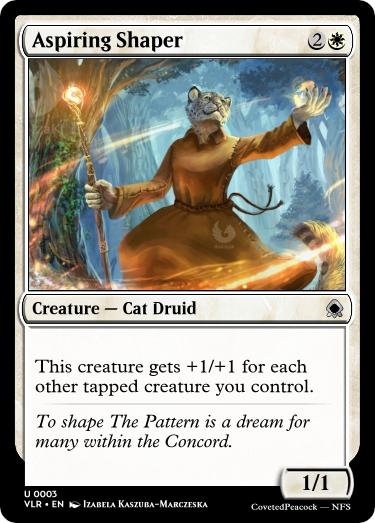 Aspiring Shaper
2
Creature — Cat Druid
This creature gets +1/+1 for each
other tapped creature you control.
To shape The Pattern is a dream for
many within the Concord.
1/1
U 0003
VLR • EN Izabela Kaszuba-Marczeska
CovetedPeacock — NFS